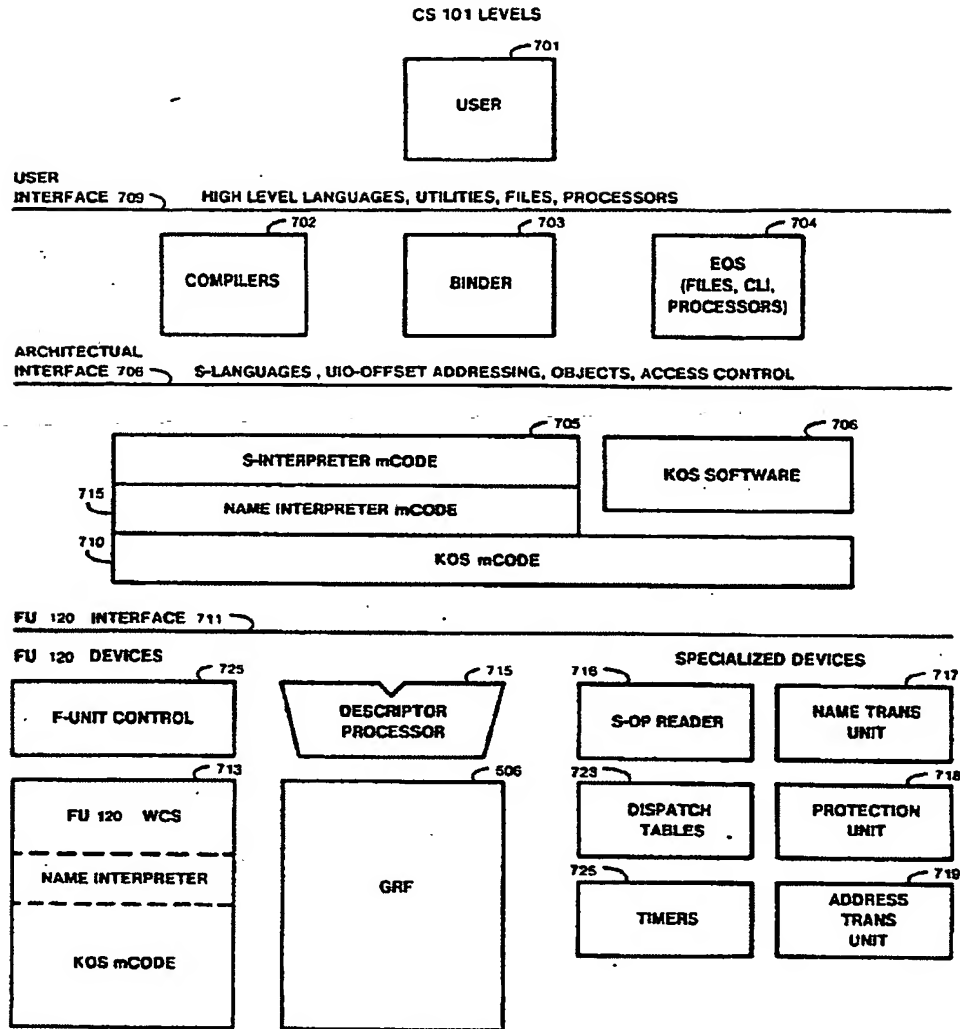 CS 101 LEVELS
701
USER
USER
INTERFACE 709 HIGH LEVEL LANGUAGES, UTILITIES, FILES, PROCESSORS
702
703
704
COMPILERS
BINDER
EOS
(FILES, CLI,
PROCESSORS)
ARCHITECTUAL
INTERFACE 708 S-LANGUAGES , UIO-OFFSET ADDRESSING, OBJECTS, ACCESS CONTROL
705
706
S-INTERPRETER mCODE
KOS SOFTWARE
715
NAME INTERPRETER mCODE
710
KOS mCODE
FU 120 INTERFACE 711
FU 120 DEVICES
SPECIALIZED DEVICES
725
715
716
717
F-UNIT CONTROL
DESCRIPTOR
PROCESSOR
S-OP READER
NAME TRANS
UNIT
713
506
723
718
FU 120 WCS
DISPATCH
TABLES
PROTECTION
UNIT
NAME INTERPRETER
GRF
725
719
KOS mCODE
TIMERS
ADDRESS
TRANS
UNIT